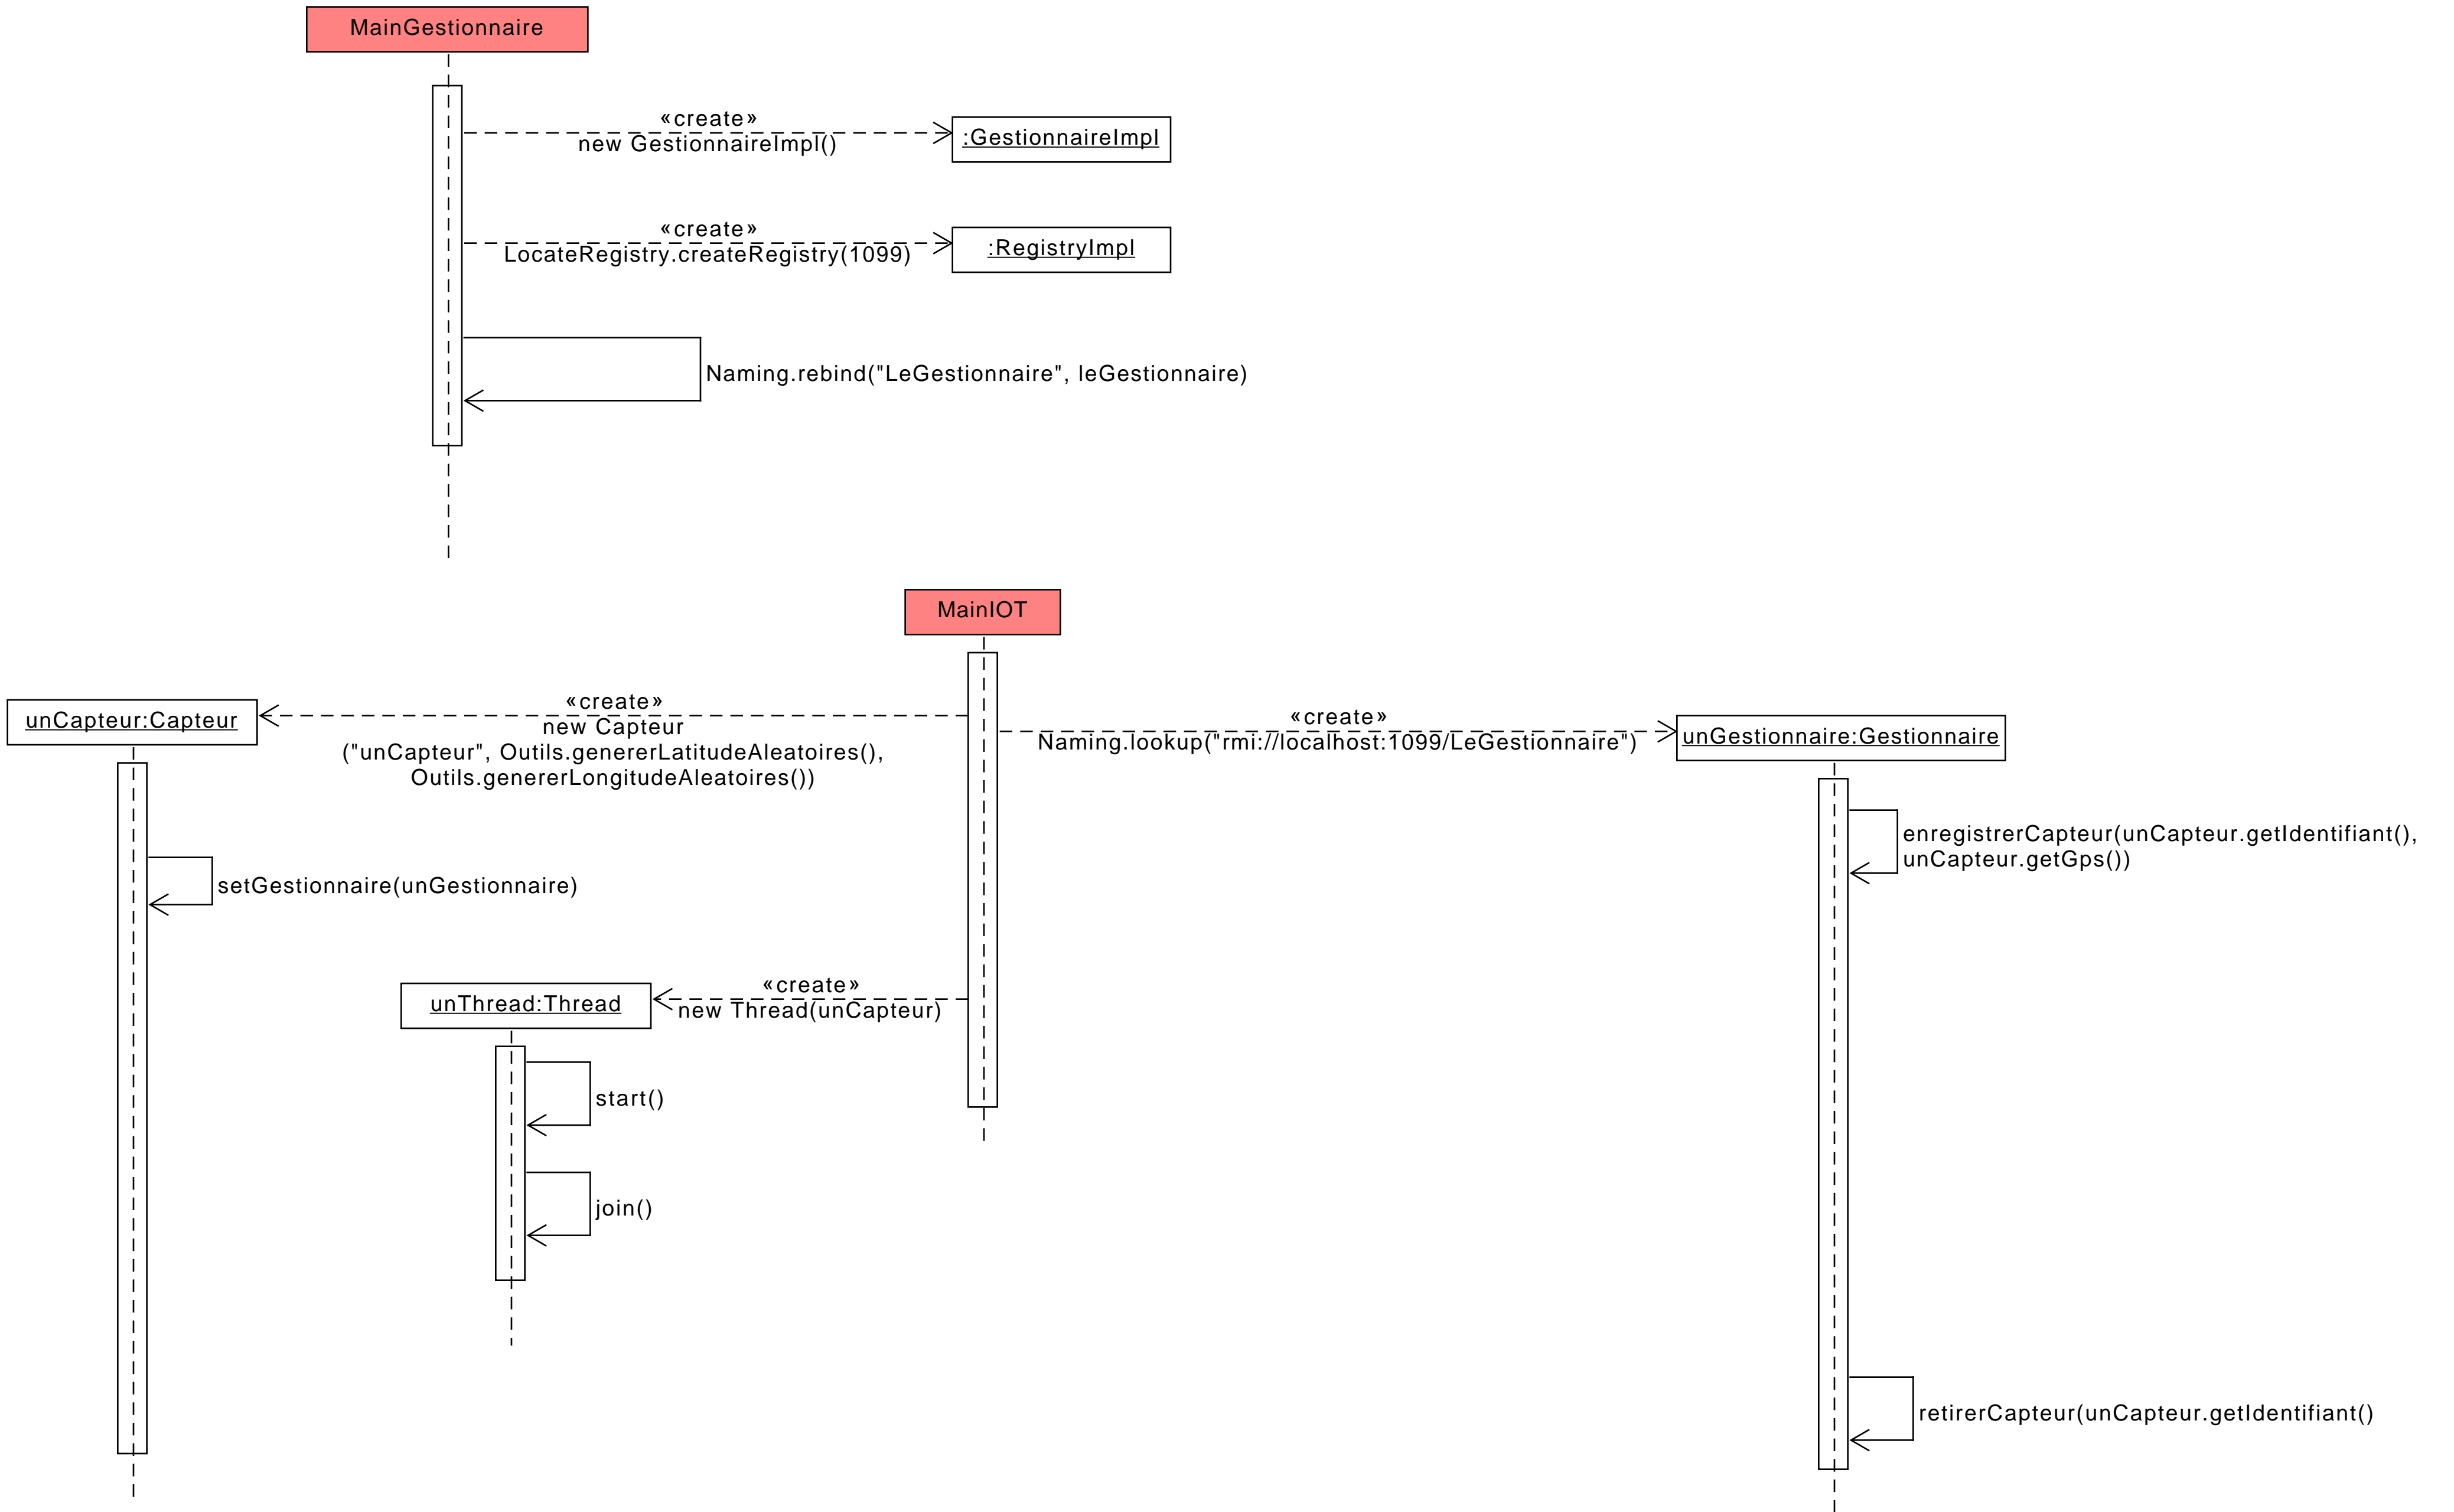 MainGestionnaire
«create»
new GestionnaireImpl()
:GestionnaireImpl
«create»
LocateRegistry.createRegistry(1099)
:RegistryImpl
Naming.rebind("LeGestionnaire", leGestionnaire)
MainIOT
unCapteur:Capteur
«create»
new Capteur
("unCapteur", Outils.genererLatitudeAleatoires(),
Outils.genererLongitudeAleatoires())
«create»
Naming.lookup("rmi://localhost:1099/LeGestionnaire")
unGestionnaire:Gestionnaire
enregistrerCapteur(unCapteur.getIdentifiant(),
unCapteur.getGps())
setGestionnaire(unGestionnaire)
unThread:Thread
«create»
new Thread(unCapteur)
start()
join()
retirerCapteur(unCapteur.getIdentifiant()